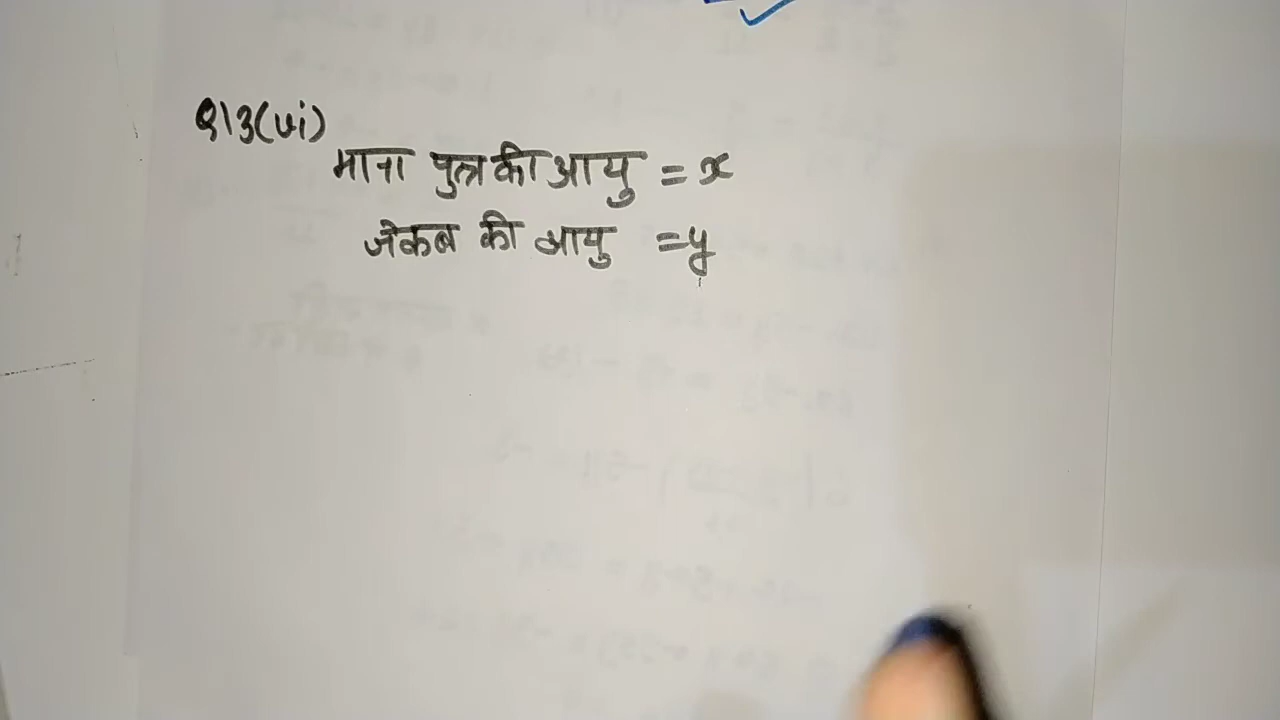 Q13(vi)
माना पुत्र की आयु = x
जेकब की आयु = y